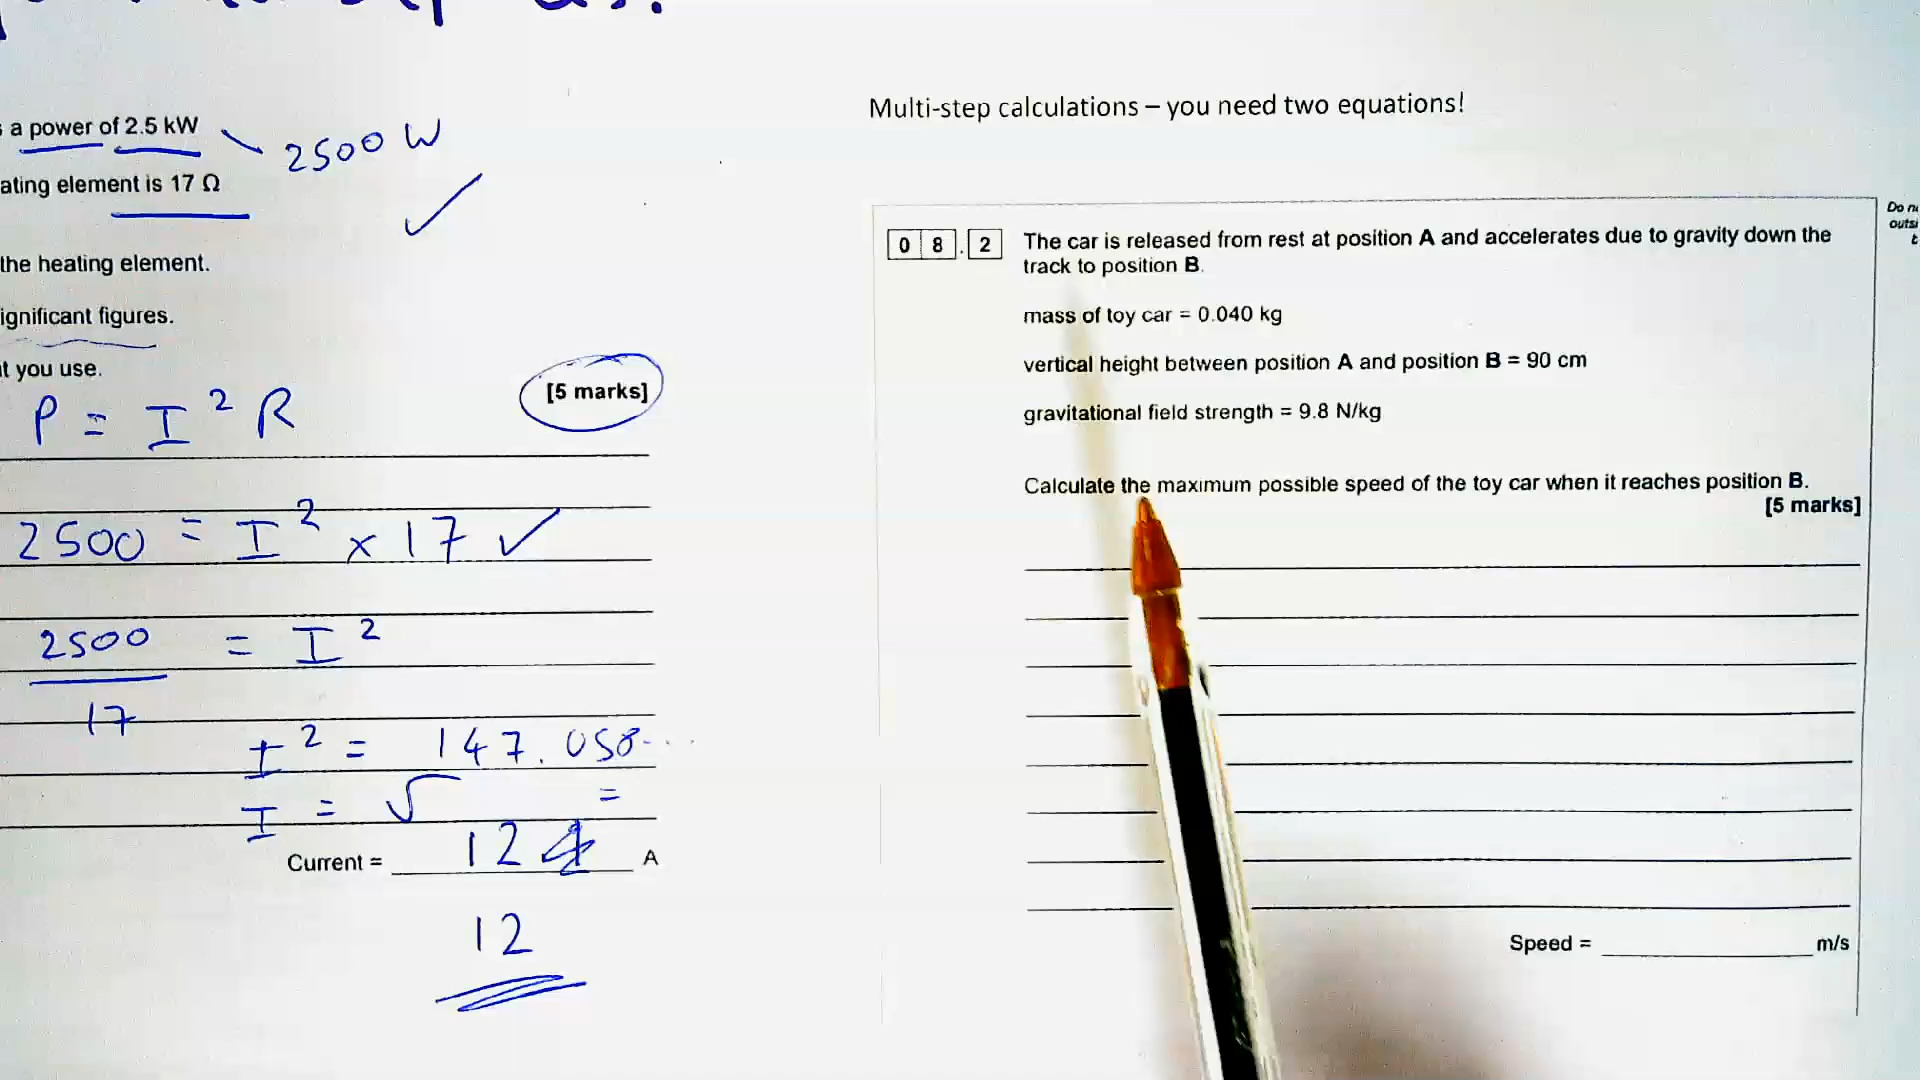 a power of 2.5 kW
2500 W
ating element is 17 Ω
the heating element.
ignificant figures.
t you use.
[5 marks]
P = I² R
2500 = I² × 17 ✓
2500 = I²
17
I² = 147.058...
I = √ =
Current = 12 A
12
Multi-step calculations – you need two equations!
Do n
outsi
08.2 The car is released from rest at position A and accelerates due to gravity down the
track to position B.
mass of toy car = 0.040 kg
vertical height between position A and position B = 90 cm
gravitational field strength = 9.8 N/kg
Calculate the maximum possible speed of the toy car when it reaches position B.
[5 marks]
Speed = m/s